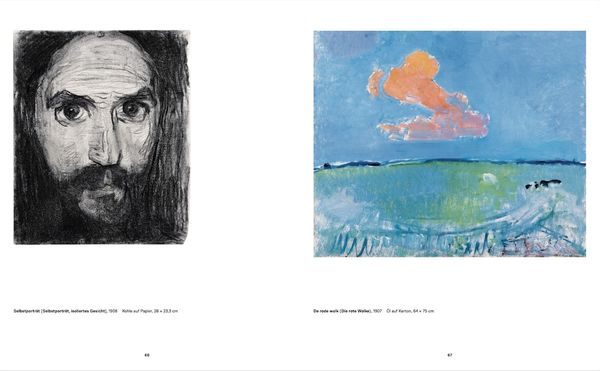 Selbstporträt [Selbstporträt, isoliertes Gesicht], 1908 Kohle auf Papier, 28 × 23,3 cm
De rode wolk (Die rote Wolke), 1907 Öl auf Karton, 64 × 75 cm
66
67